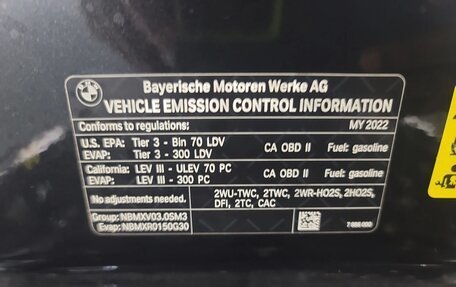 Bayerische Motoren Werke AG
VEHICLE EMISSION CONTROL INFORMATION
Conforms to regulations: MY 2022
U.S. EPA: Tier 3 - Bin 70 LDV CA OBD II Fuel: gasoline
EVAP: Tier 3 - 300 LDV
California: LEV III - ULEV 70 PC CA OBD II Fuel: gasoline
EVAP: LEV III - 300 PC
No adjustments needed. 2WU-TWC, 2TWC, 2WR-HO2S, 2HO2S,
DFI, 2TC, CAC
Group: NBMXV03.0SM3
Evap: NBMXR0150G30